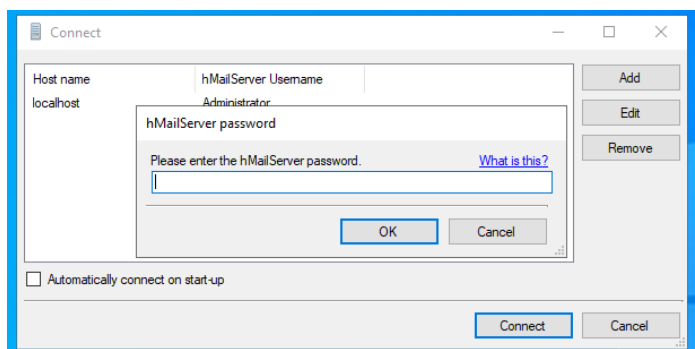 Connect
Host name hMailServer Username
localhost Administrator
Add
Edit
Remove
hMailServer password
Please enter the hMailServer password. What is this?
OK Cancel
Automatically connect on start-up
Connect Cancel